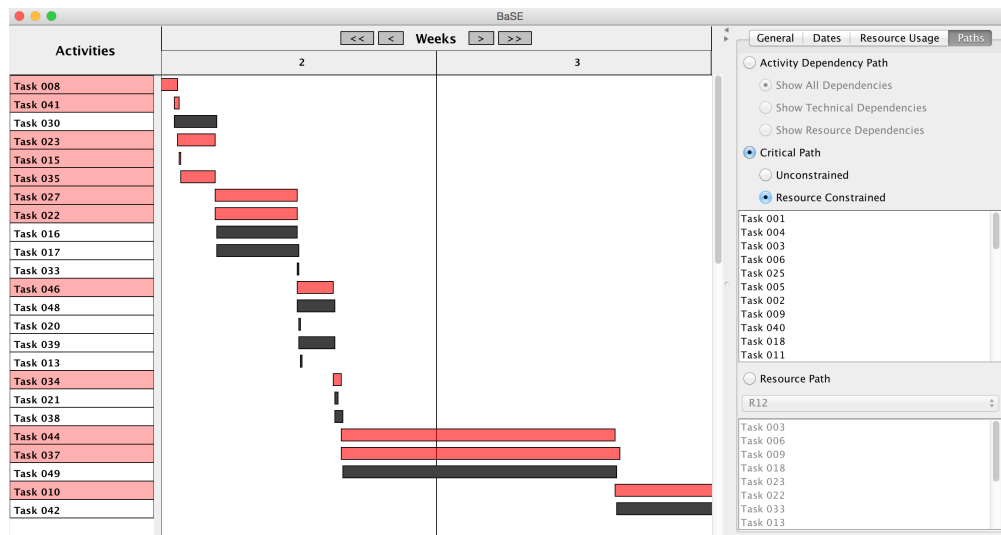 BaSE
Activities
<< < Weeks > >>
2 3
Task 008
Task 041
Task 030
Task 023
Task 015
Task 035
Task 027
Task 022
Task 016
Task 017
Task 033
Task 046
Task 048
Task 020
Task 039
Task 013
Task 034
Task 021
Task 038
Task 044
Task 037
Task 049
Task 010
Task 042
General Dates Resource Usage Paths
Activity Dependency Path
Show All Dependencies
Show Technical Dependencies
Show Resource Dependencies
Critical Path
Unconstrained
Resource Constrained
Task 001
Task 004
Task 003
Task 006
Task 025
Task 005
Task 002
Task 009
Task 040
Task 018
Task 011
Resource Path
R12
Task 003
Task 006
Task 009
Task 018
Task 023
Task 022
Task 033
Task 013